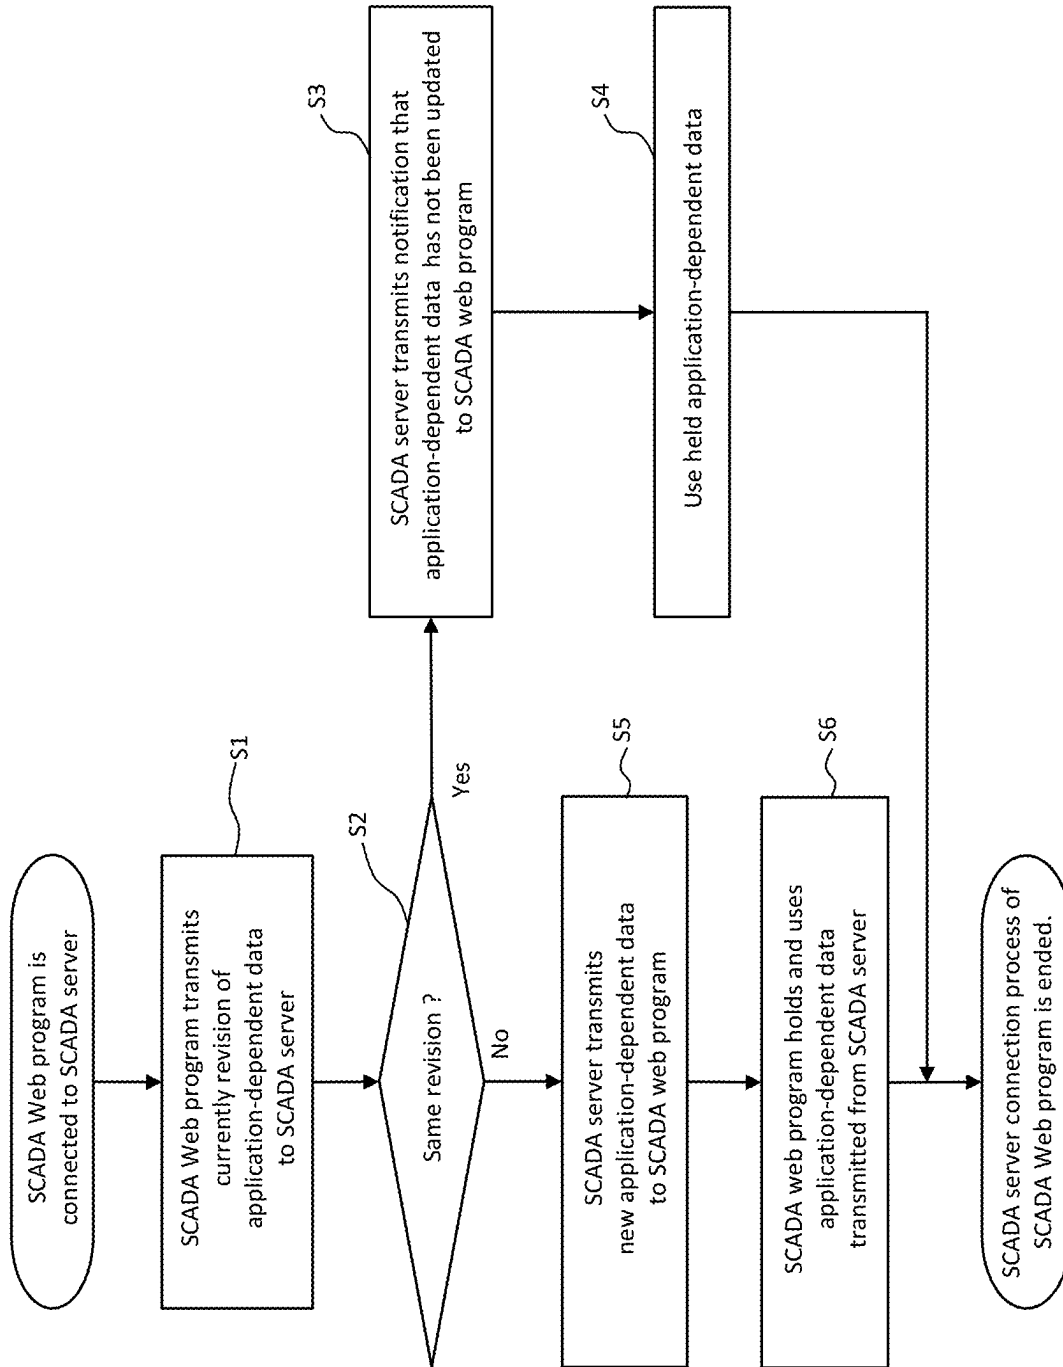 SCADA Web program is
connected to SCADA server
S1
SCADA Web program transmits
currently revision of
application-dependent data
to SCADA server
S2
Same revision ?
Yes
No
S3
SCADA server transmits notification that
application-dependent data has not been updated
to SCADA web program
S4
Use held application-dependent data
S5
SCADA server transmits
new application-dependent data
to SCADA web program
S6
SCADA web program holds and uses
application-dependent data
transmitted from SCADA server
SCADA server connection process of
SCADA Web program is ended.